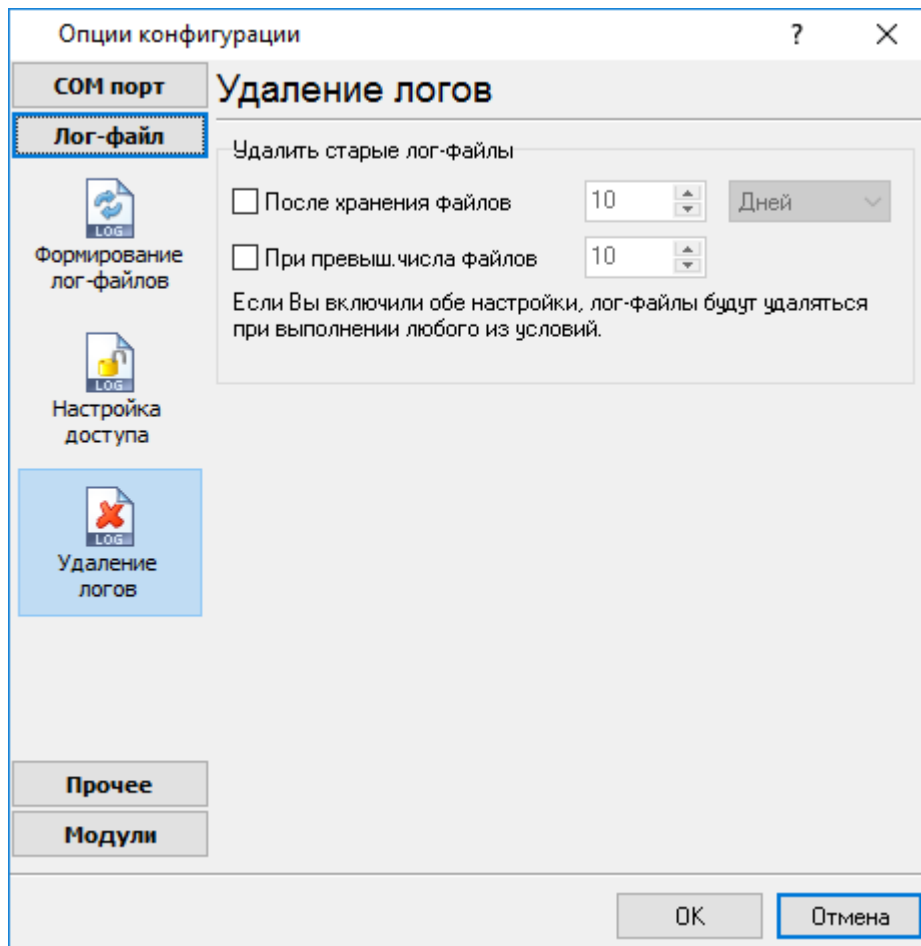 Опции конфигурации
?
COM порт
Лог-файл
LOG
Формирование
лог-файлов
LOG
Настройка
доступа
LOG
Удаление
логов
Прочее
Модули
Удаление логов
Удалить старые лог-файлы
После хранения файлов 10 Дней
При превыш.числа файлов 10
Если Вы включили обе настройки, лог-файлы будут удаляться
при выполнении любого из условий.
OK Отмена